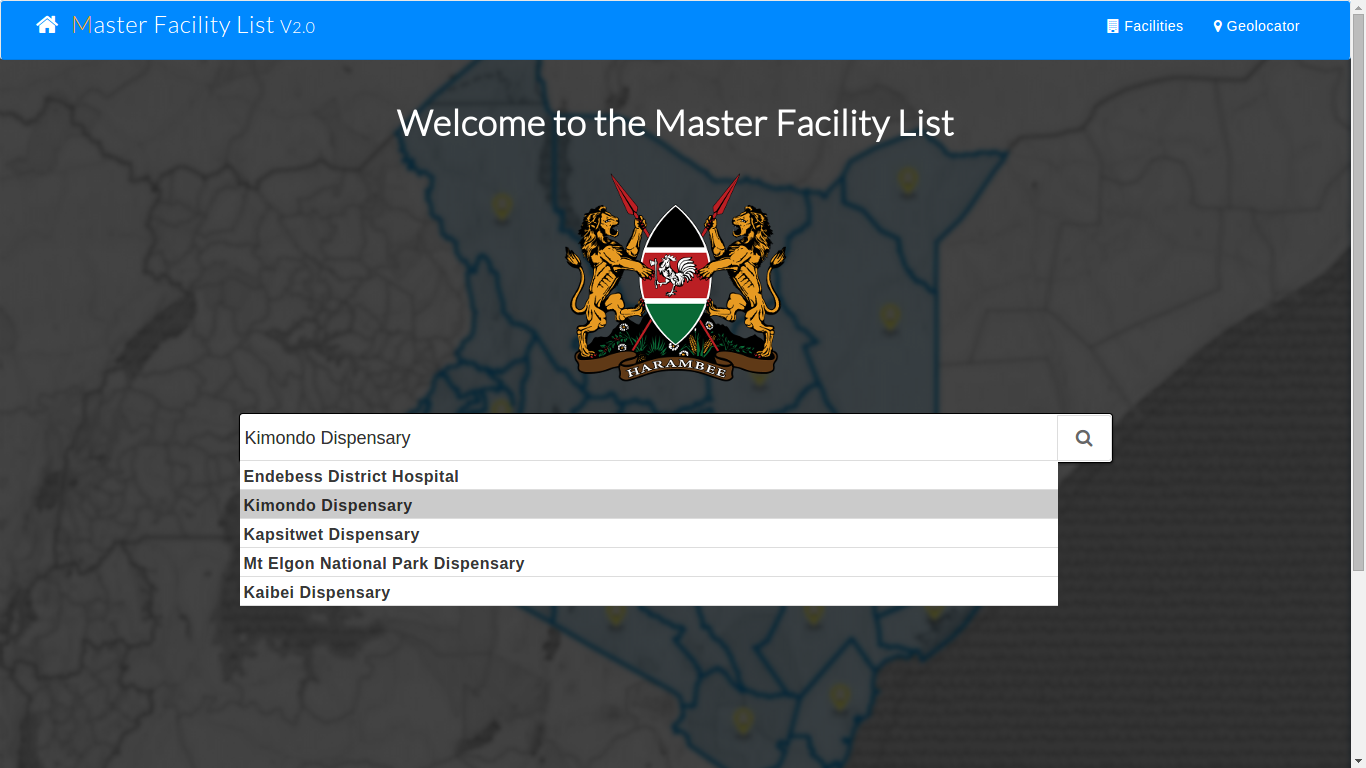 Master Facility List V2.0
Facilities
Geolocator
Welcome to the Master Facility List
HARAMBEE
Kimondo Dispensary
Endebess District Hospital
Kimondo Dispensary
Kapsitwet Dispensary
Mt Elgon National Park Dispensary
Kaibei Dispensary